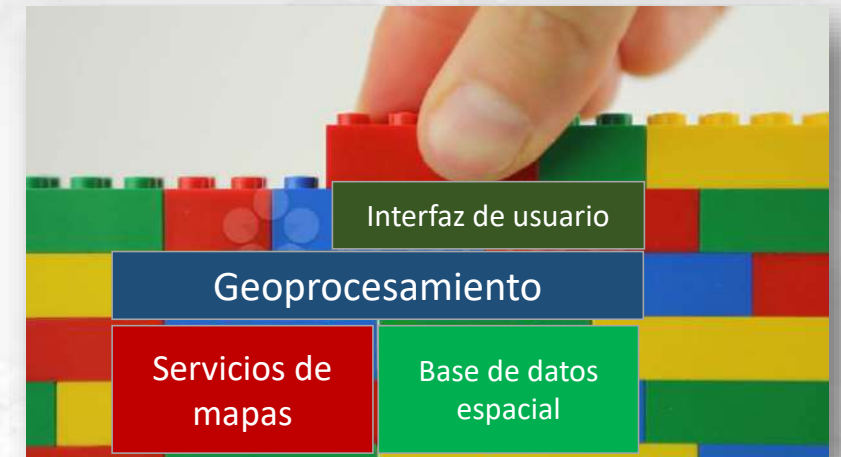 Interfaz de usuario
Geoprocesamiento
Servicios de
mapas
Base de datos
espacial